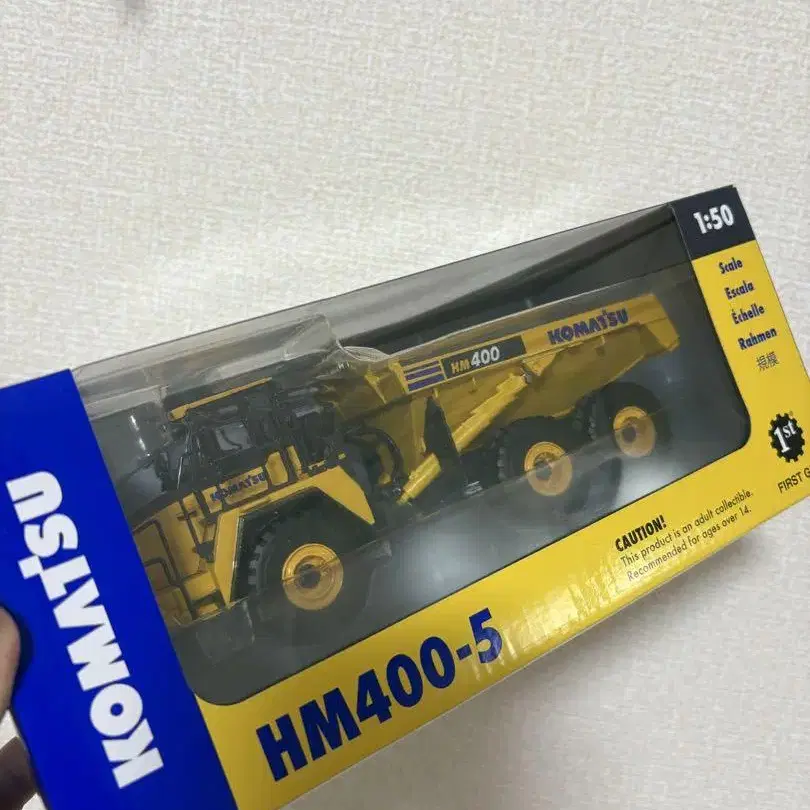 1:50
Scale
Escala
Échelle
Rahmen
規模
1st
FIRST G
KOMATSU
HM400
KOMATSU
KOMATSU
CAUTION!
This product is an adult collectible.
Recommended for ages over 14.
HM400-5